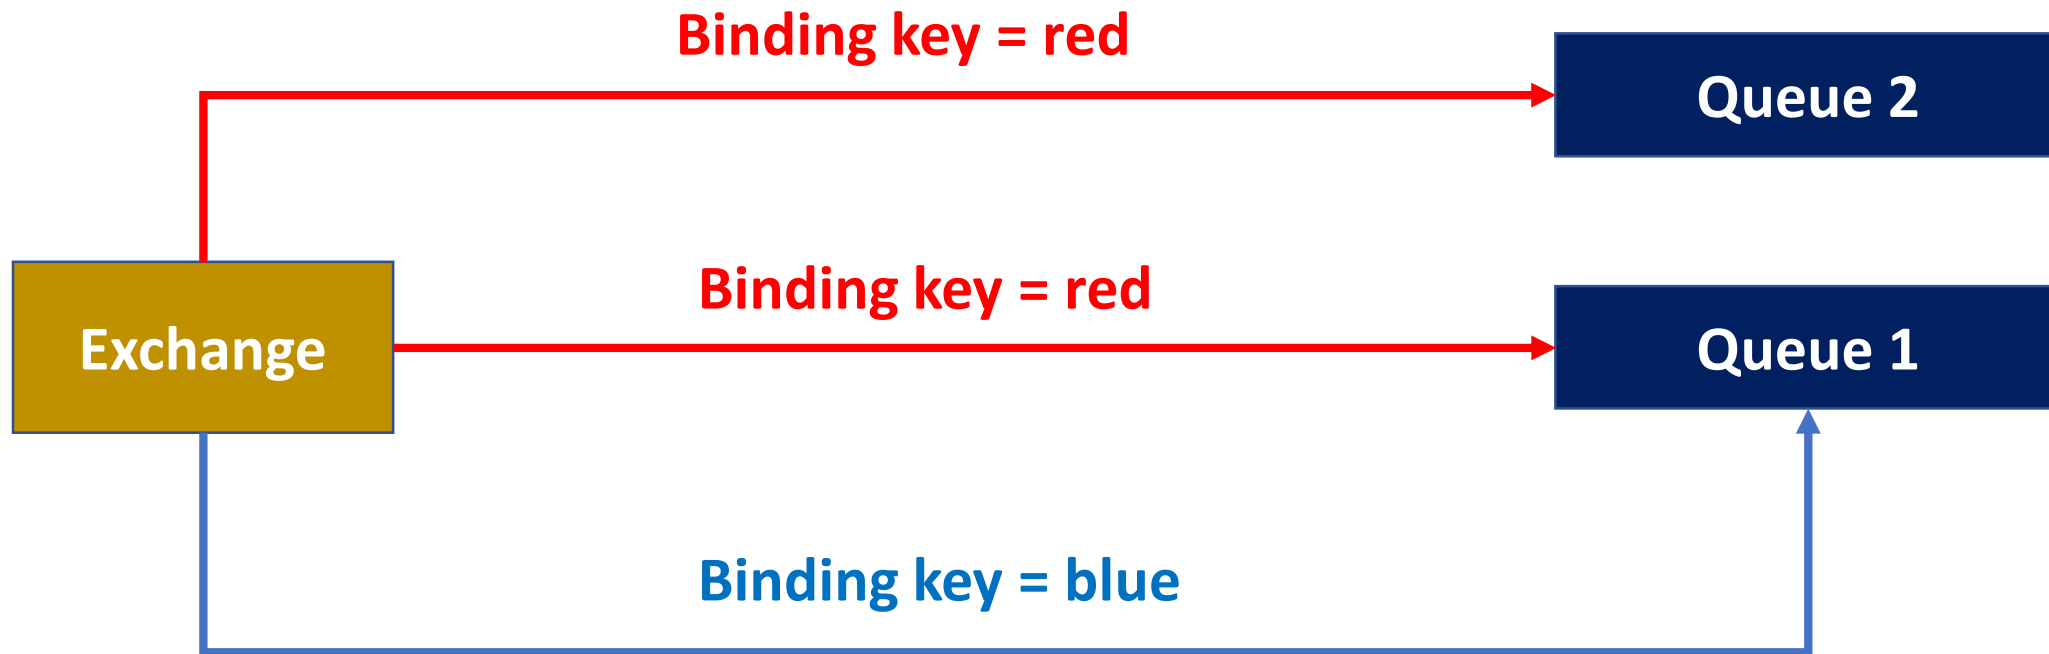 Binding key = red
Queue 2
Binding key = red
Exchange
Queue 1
Binding key = blue